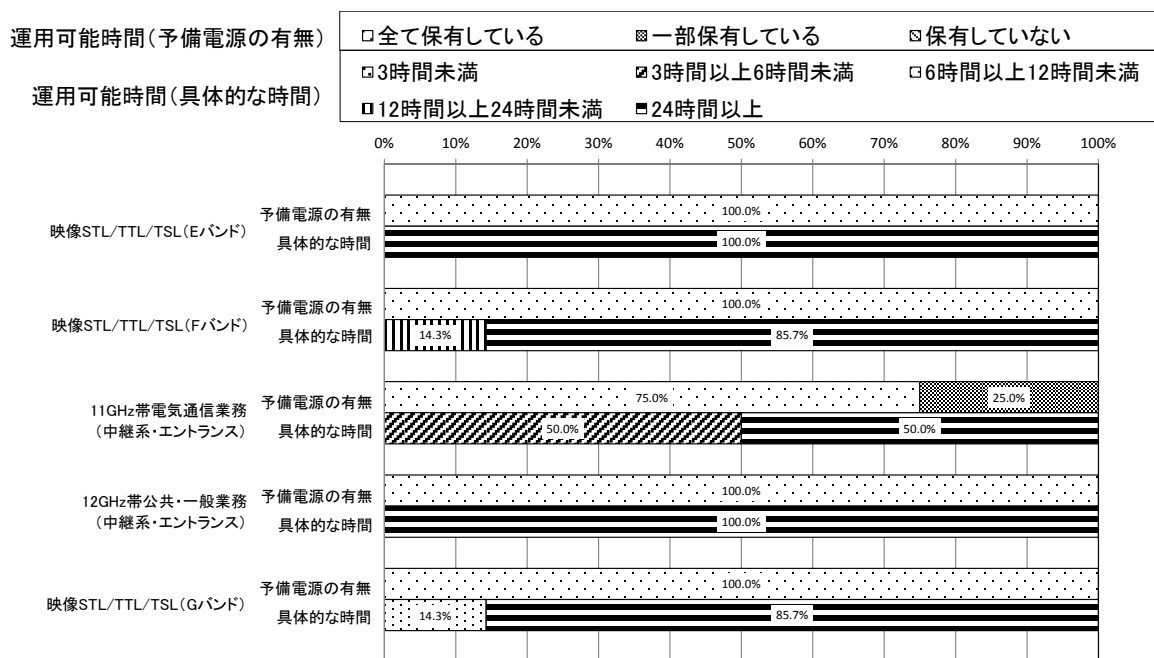 運用可能時間(予備電源の有無)
全て保有している 一部保有している 保有していない
運用可能時間(具体的な時間)
3時間未満 3時間以上6時間未満 6時間以上12時間未満
12時間以上24時間未満 24時間以上
0% 10% 20% 30% 40% 50% 60% 70% 80% 90% 100%
映像STL/TTL/TSL(Eバンド)
予備電源の有無 100.0%
具体的な時間 100.0%
映像STL/TTL/TSL(Fバンド)
予備電源の有無 100.0%
具体的な時間 14.3% 85.7%
11GHz帯電気通信業務
(中継系・エントランス)
予備電源の有無 75.0% 25.0%
具体的な時間 50.0% 50.0%
12GHz帯公共・一般業務
(中継系・エントランス)
予備電源の有無 100.0%
具体的な時間 100.0%
映像STL/TTL/TSL(Gバンド)
予備電源の有無 100.0%
具体的な時間 14.3% 85.7%